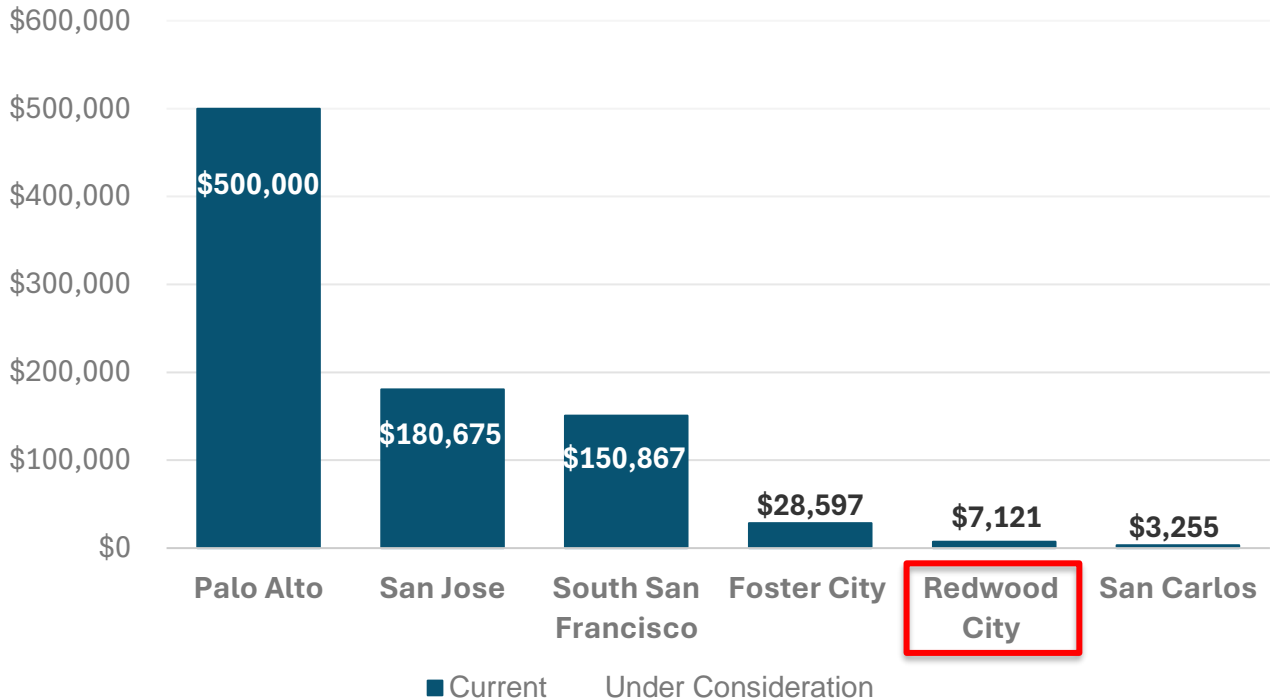 $600,000
$500,000
$400,000
$300,000
$200,000
$100,000
$0
$500,000
$180,675
$150,867
$28,597
$7,121
$3,255
Palo Alto
San Jose
South San
Francisco
Foster City
Redwood
City
San Carlos
Current
Under Consideration